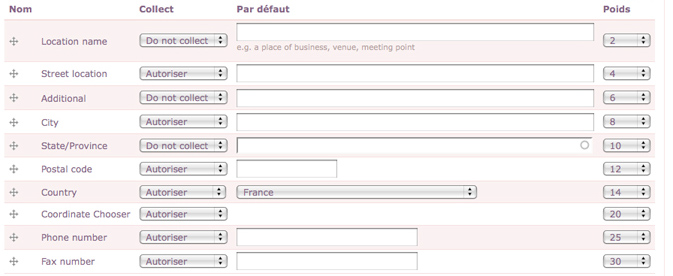 Nom Collect Par défaut Poids
Location name Do not collect 2
e.g. a place of business, venue, meeting point
Street location Autoriser 4
Additional Do not collect 6
City Autoriser 8
State/Province Do not collect 10
Postal code Autoriser 12
Country Autoriser France 14
Coordinate Chooser Autoriser 20
Phone number Autoriser 25
Fax number Autoriser 30